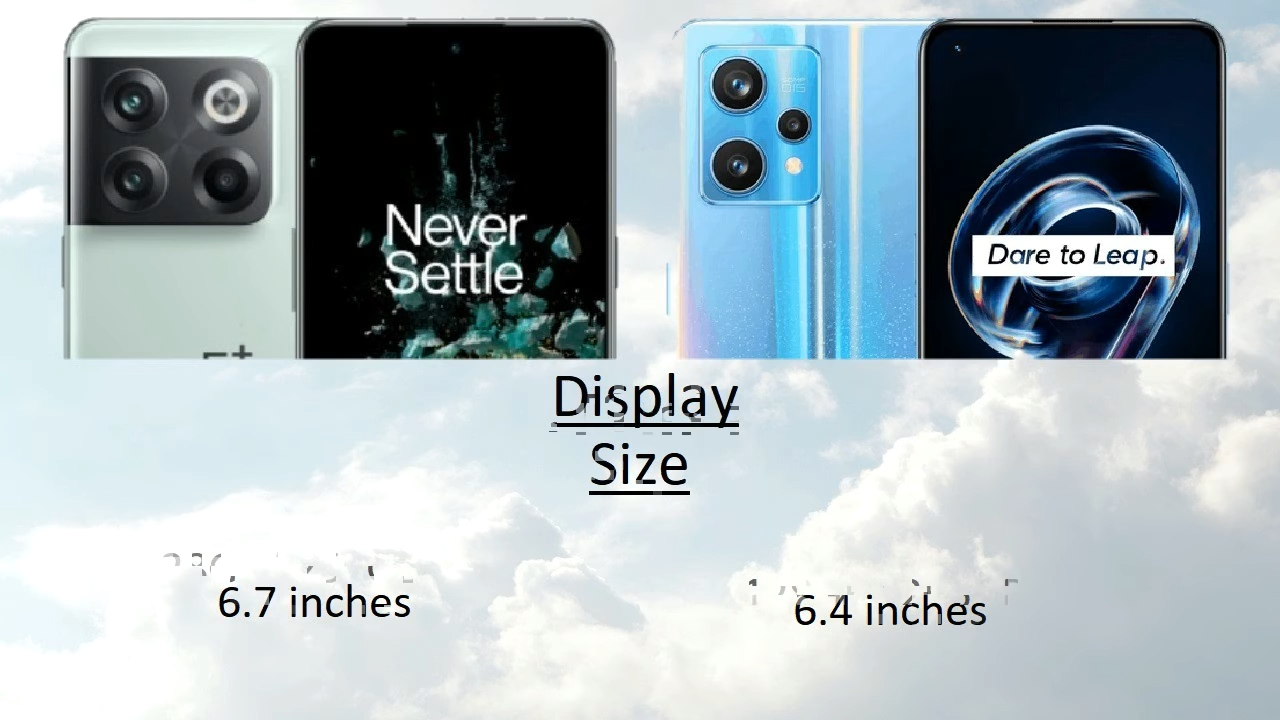 Never
Settle
Dare to Leap.
Display
Size
6.7 inches
6.4 inches